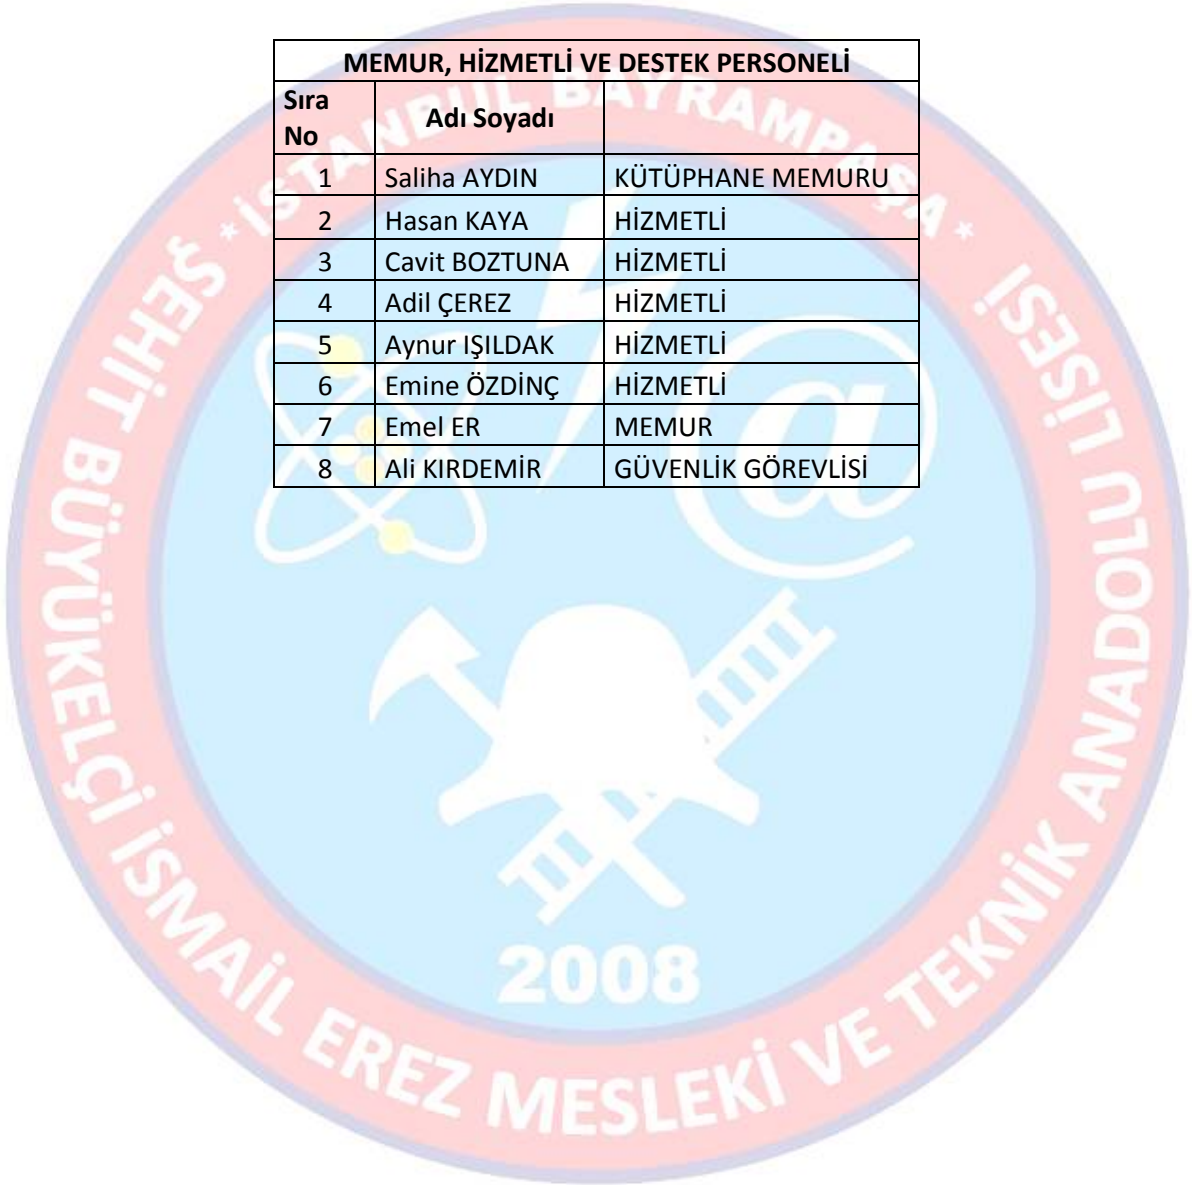 MEMUR, HİZMETLİ VE DESTEK PERSONELİ
Sıra No Adı Soyadı
1 Saliha AYDIN KÜTÜPHANE MEMURU
2 Hasan KAYA HİZMETLİ
3 Cavit BOZTUNA HİZMETLİ
4 Adil ÇEREZ HİZMETLİ
5 Aynur IŞILDAK HİZMETLİ
6 Emine ÖZDİNÇ HİZMETLİ
7 Emel ER MEMUR
8 Ali KIRDEMİR GÜVENLİK GÖREVLİSİ
* İSTANBUL BAYRAMPAŞA *
ŞEHİT BÜYÜKELÇİ İSMAİL EREZ MESLEKİ VE TEKNİK ANADOLU LİSESİ
@
2008